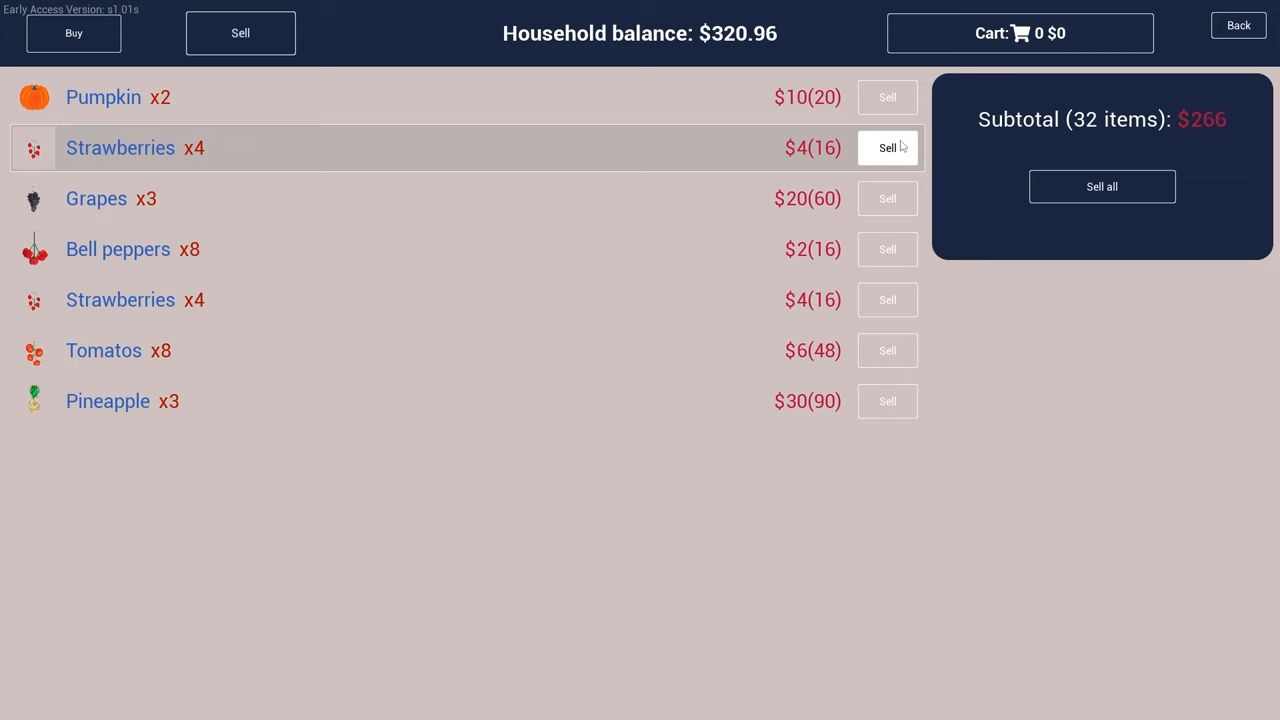 Early Access Version: s1.01s
Buy
Sell
Household balance: $320.96
Cart: 0 $0
Back
Pumpkin x2 $10(20) Sell
Strawberries x4 $4(16) Sell
Grapes x3 $20(60) Sell
Bell peppers x8 $2(16) Sell
Strawberries x4 $4(16) Sell
Tomatos x8 $6(48) Sell
Pineapple x3 $30(90) Sell
Subtotal (32 items): $266
Sell all